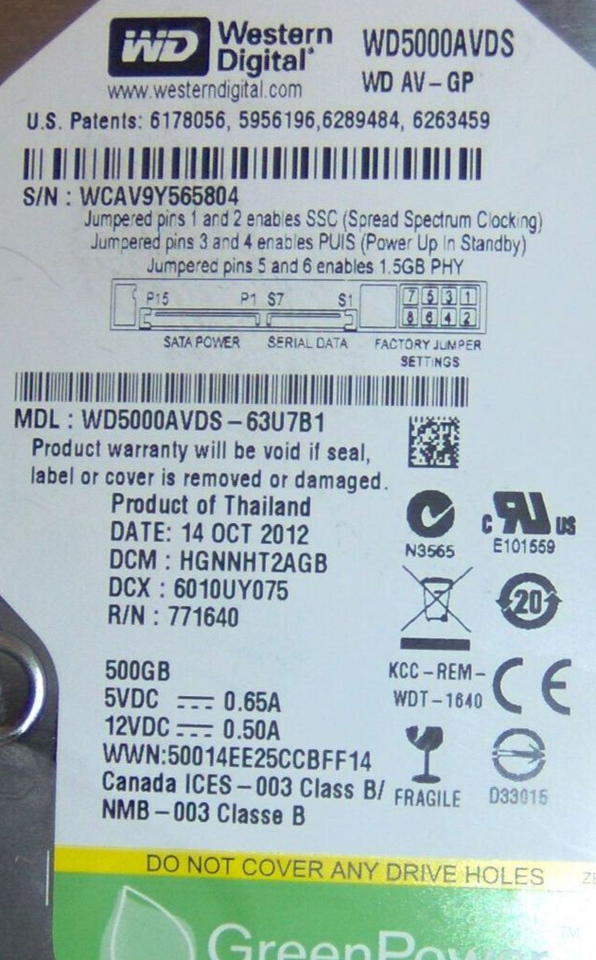 WD Western Digital® WD5000AVDS
www.westerndigital.com WD AV-GP
U.S. Patents: 6178056, 5956196,6289484, 6263459
S/N : WCAV9Y565804
Jumpered pins 1 and 2 enables SSC (Spread Spectrum Clocking)
Jumpered pins 3 and 4 enables PUIS (Power Up In Standby)
Jumpered pins 5 and 6 enables 1.5GB PHY
P15 P1 S7 S1 7 5 3 1
8 6 4 2
SATA POWER SERIAL DATA FACTORY JUMPER
SETTINGS
MDL : WD5000AVDS-63U7B1
Product warranty will be void if seal,
label or cover is removed or damaged.
Product of Thailand
DATE: 14 OCT 2012
DCM : HGNNHT2AGB
DCX : 6010UY075
R/N : 771640
N3565
c RU US
E101559
20
500GB
5VDC 0.65A
12VDC 0.50A
WWN:50014EE25CCBFF14
Canada ICES-003 Class B/
NMB-003 Classe B
KCC-REM-
WDT-1640
CE
FRAGILE
D33015
DO NOT COVER ANY DRIVE HOLES
GreenPower™